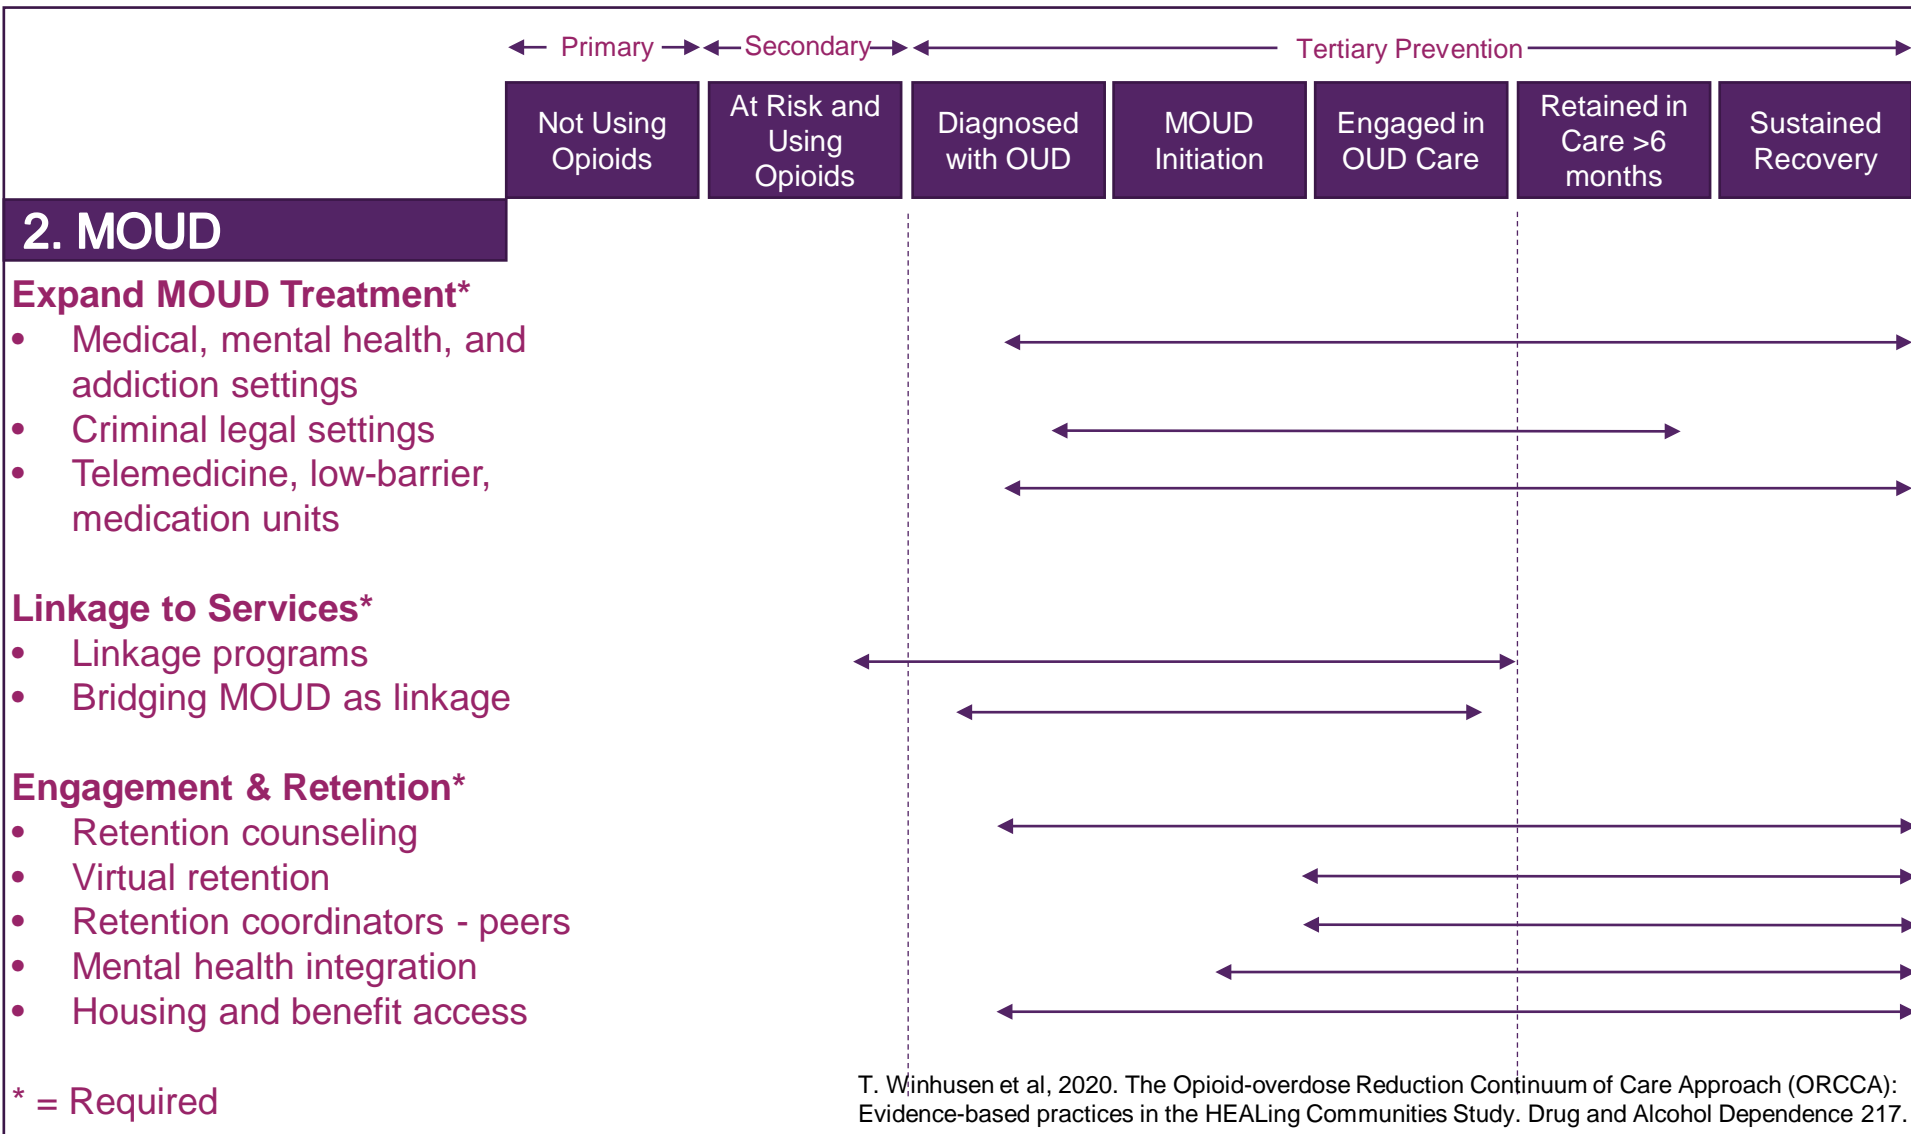 Primary Secondary Tertiary Prevention
Not Using
Opioids
At Risk and
Using
Opioids
Diagnosed
with OUD
MOUD
Initiation
Engaged in
OUD Care
Retained in
Care >6
months
Sustained
Recovery
2. MOUD
Expand MOUD Treatment*
• Medical, mental health, and
addiction settings
• Criminal legal settings
• Telemedicine, low-barrier,
medication units
Linkage to Services*
• Linkage programs
• Bridging MOUD as linkage
Engagement & Retention*
• Retention counseling
• Virtual retention
• Retention coordinators - peers
• Mental health integration
• Housing and benefit access
* = Required
T. Winhusen et al, 2020. The Opioid-overdose Reduction Continuum of Care Approach (ORCCA):
Evidence-based practices in the HEALing Communities Study. Drug and Alcohol Dependence 217.